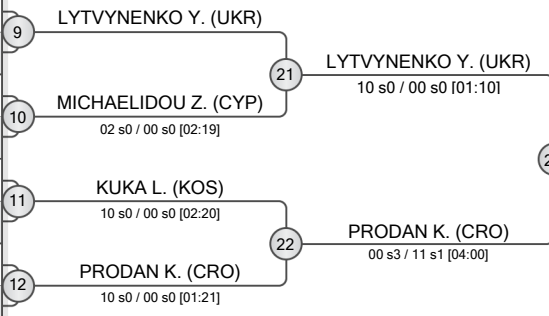 LYTVYNENKO Y. (UKR)
9
21
LYTVYNENKO Y. (UKR)
10 s0 / 00 s0 [01:10]
10
MICHAELIDOU Z. (CYP)
02 s0 / 00 s0 [02:19]
11
KUKA L. (KOS)
10 s0 / 00 s0 [02:20]
22
PRODAN K. (CRO)
00 s3 / 11 s1 [04:00]
12
PRODAN K. (CRO)
10 s0 / 00 s0 [01:21]